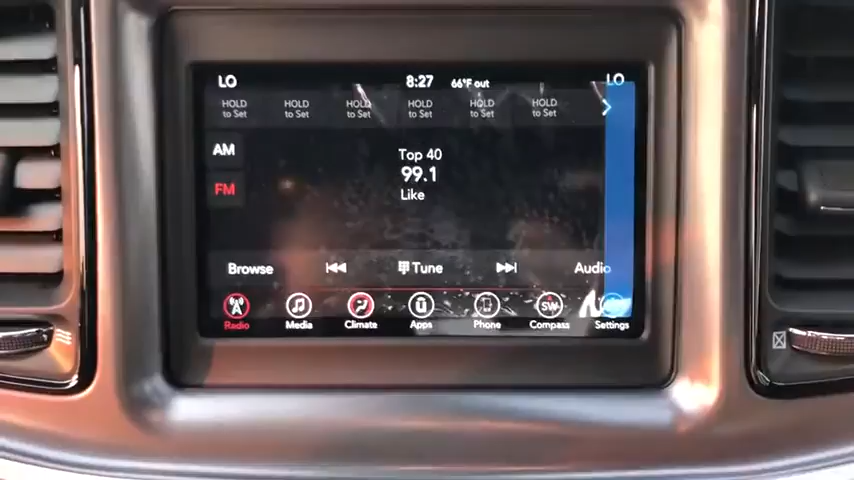 LO 8:27 66°F out LO
HOLD to Set HOLD to Set HOLD to Set HOLD to Set HOLD to Set HOLD to Set
AM
Top 40
99.1
FM
Like
Browse Tune Audio
SW
Radio Media Climate Apps Phone Compass Settings